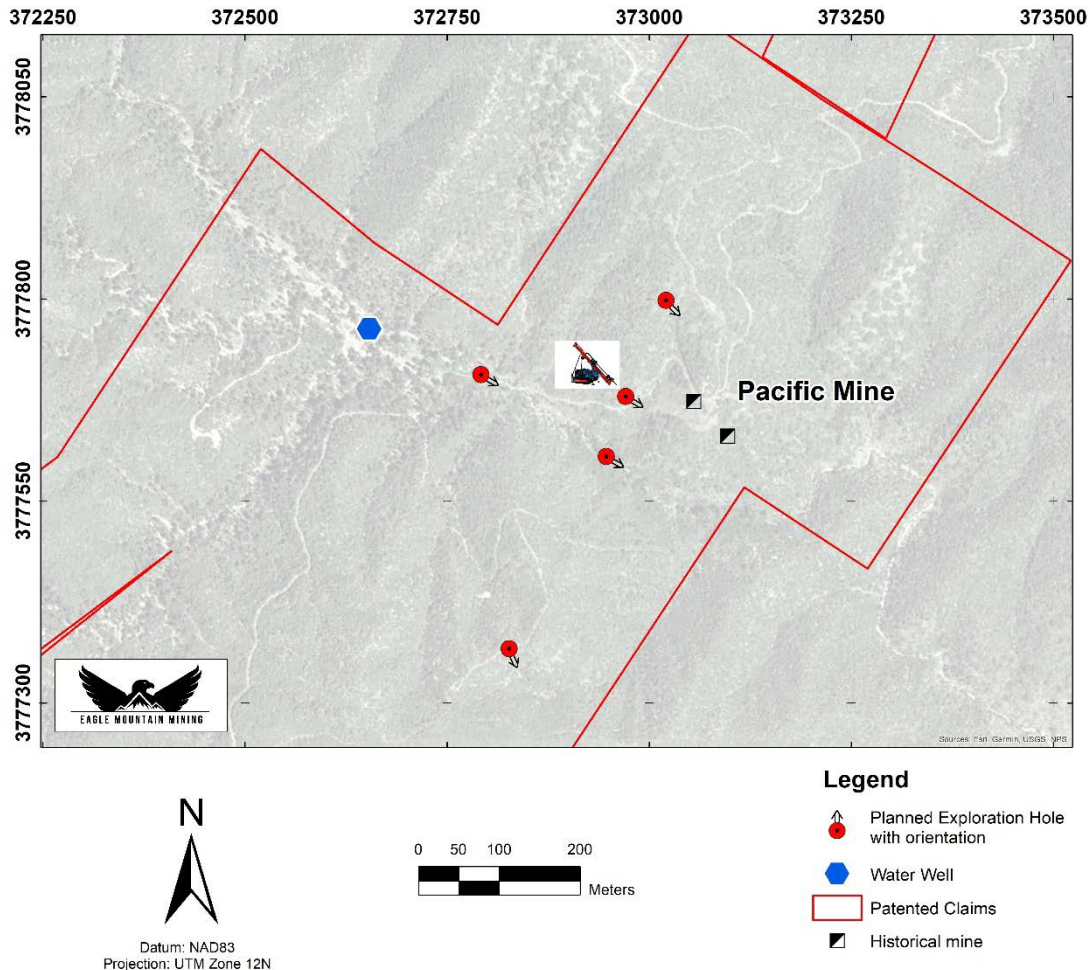 372250 372500 372750 373000 373250 373500
3778050
3777800
3777550
3777300
Pacific Mine
EAGLE MOUNTAIN MINING
Sources: Esri, Garmin, USGS, NPS
N
Datum: NAD83
Projection: UTM Zone 12N
0 50 100 200
Meters
Legend
Planned Exploration Hole
with orientation
Water Well
Patented Claims
Historical mine